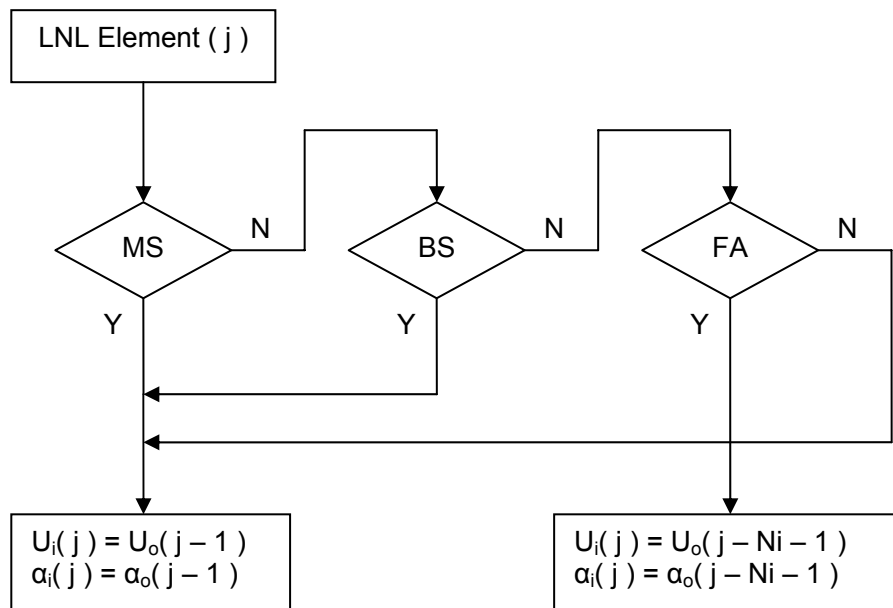 LNL Element ( j )
MS
N
BS
N
FA
N
Y
Y
Y
Uᵢ( j ) = Uₒ( j – 1 )
αᵢ( j ) = αₒ( j – 1 )
Uᵢ( j ) = Uₒ( j – Ni – 1 )
αᵢ( j ) = αₒ( j – Ni – 1 )